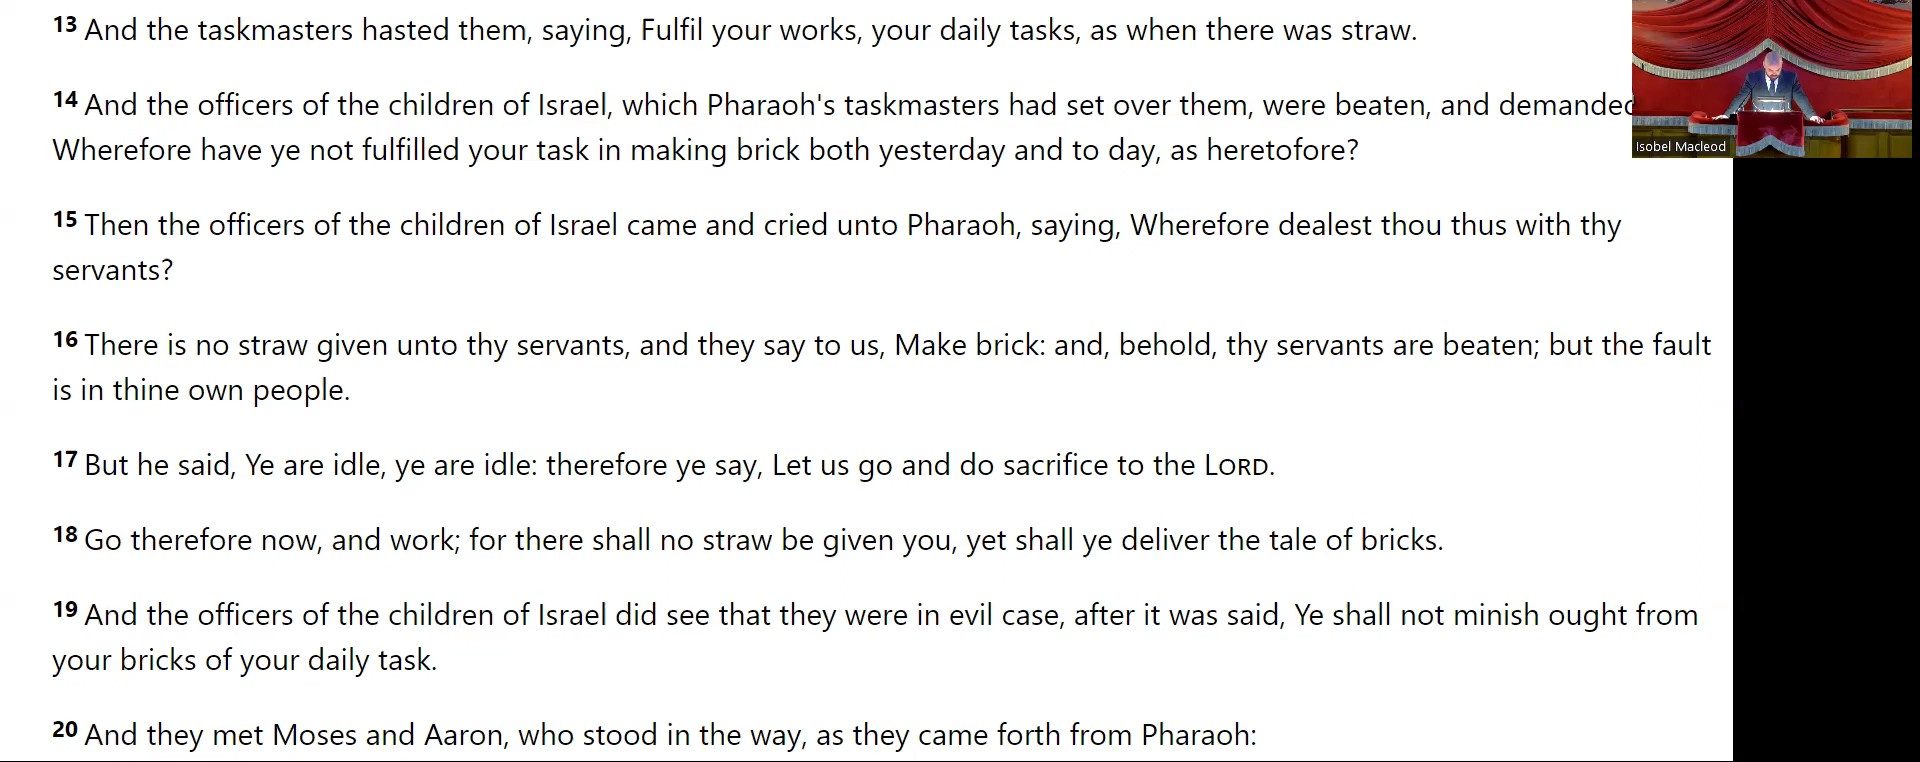 13 And the taskmasters hasted them, saying, Fulfil your works, your daily tasks, as when there was straw.
14 And the officers of the children of Israel, which Pharaoh's taskmasters had set over them, were beaten, and demanded
Wherefore have ye not fulfilled your task in making brick both yesterday and to day, as heretofore?
15 Then the officers of the children of Israel came and cried unto Pharaoh, saying, Wherefore dealest thou thus with thy
servants?
16 There is no straw given unto thy servants, and they say to us, Make brick: and, behold, thy servants are beaten; but the fault
is in thine own people.
17 But he said, Ye are idle, ye are idle: therefore ye say, Let us go and do sacrifice to the LORD.
18 Go therefore now, and work; for there shall no straw be given you, yet shall ye deliver the tale of bricks.
19 And the officers of the children of Israel did see that they were in evil case, after it was said, Ye shall not minish ought from
your bricks of your daily task.
20 And they met Moses and Aaron, who stood in the way, as they came forth from Pharaoh:
Isobel Macleod